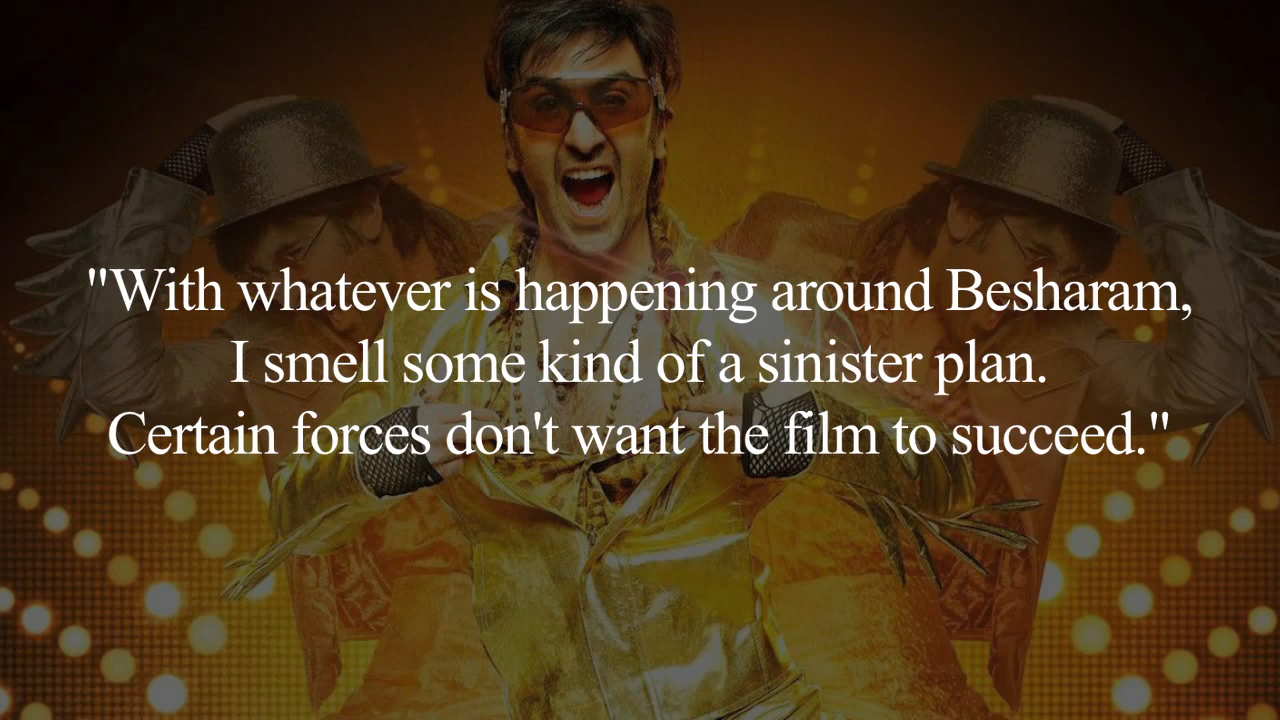 "With whatever is happening around Besharam,
I smell some kind of a sinister plan.
Certain forces don't want the film to succeed."